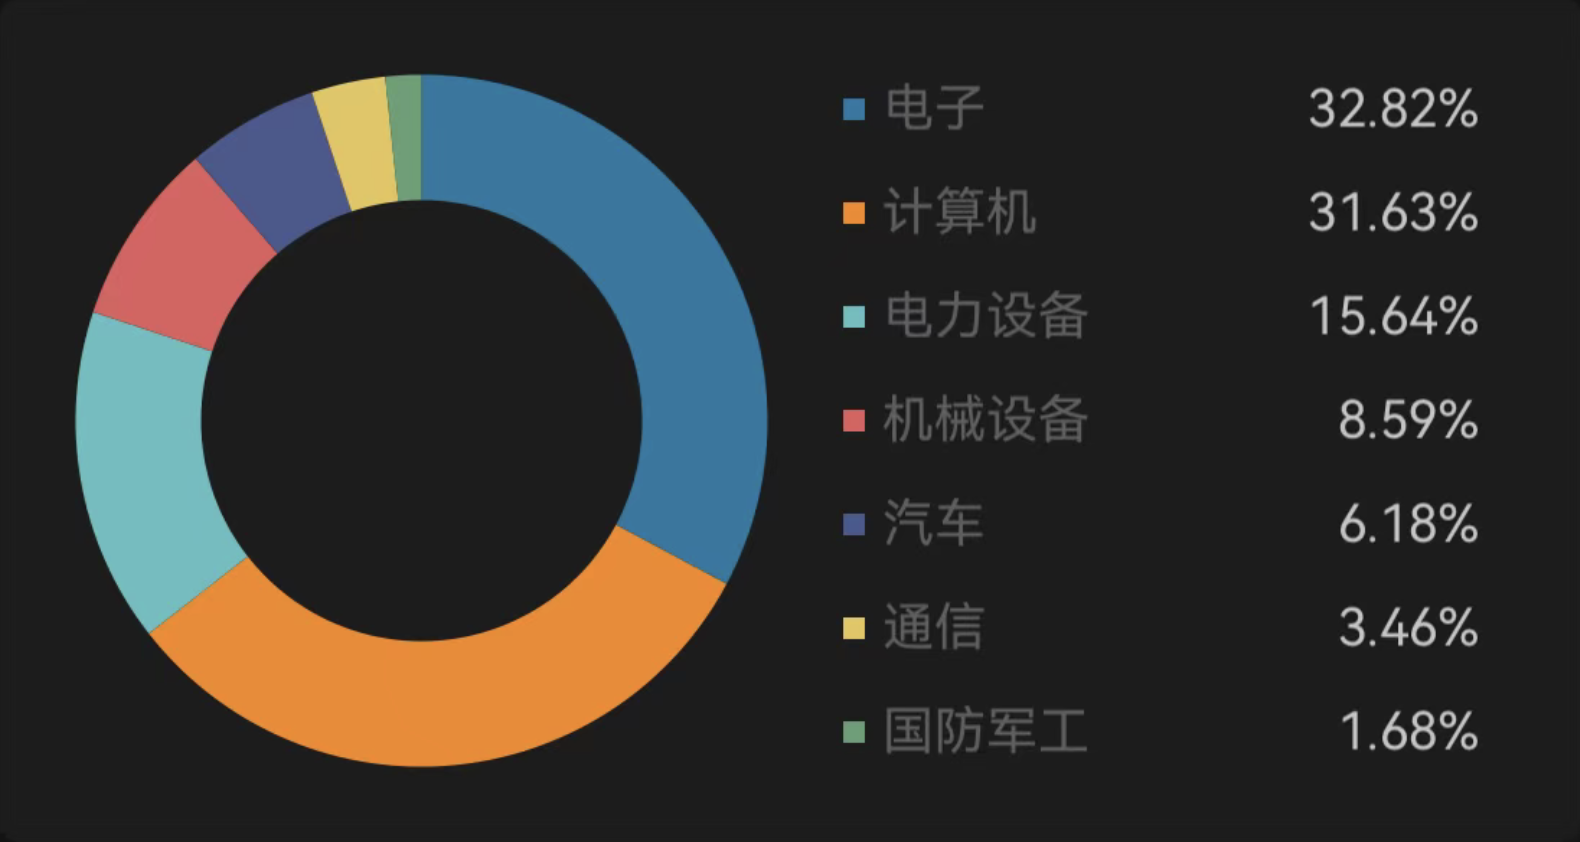 电子 32.82%
计算机 31.63%
电力设备 15.64%
机械设备 8.59%
汽车 6.18%
通信 3.46%
国防军工 1.68%